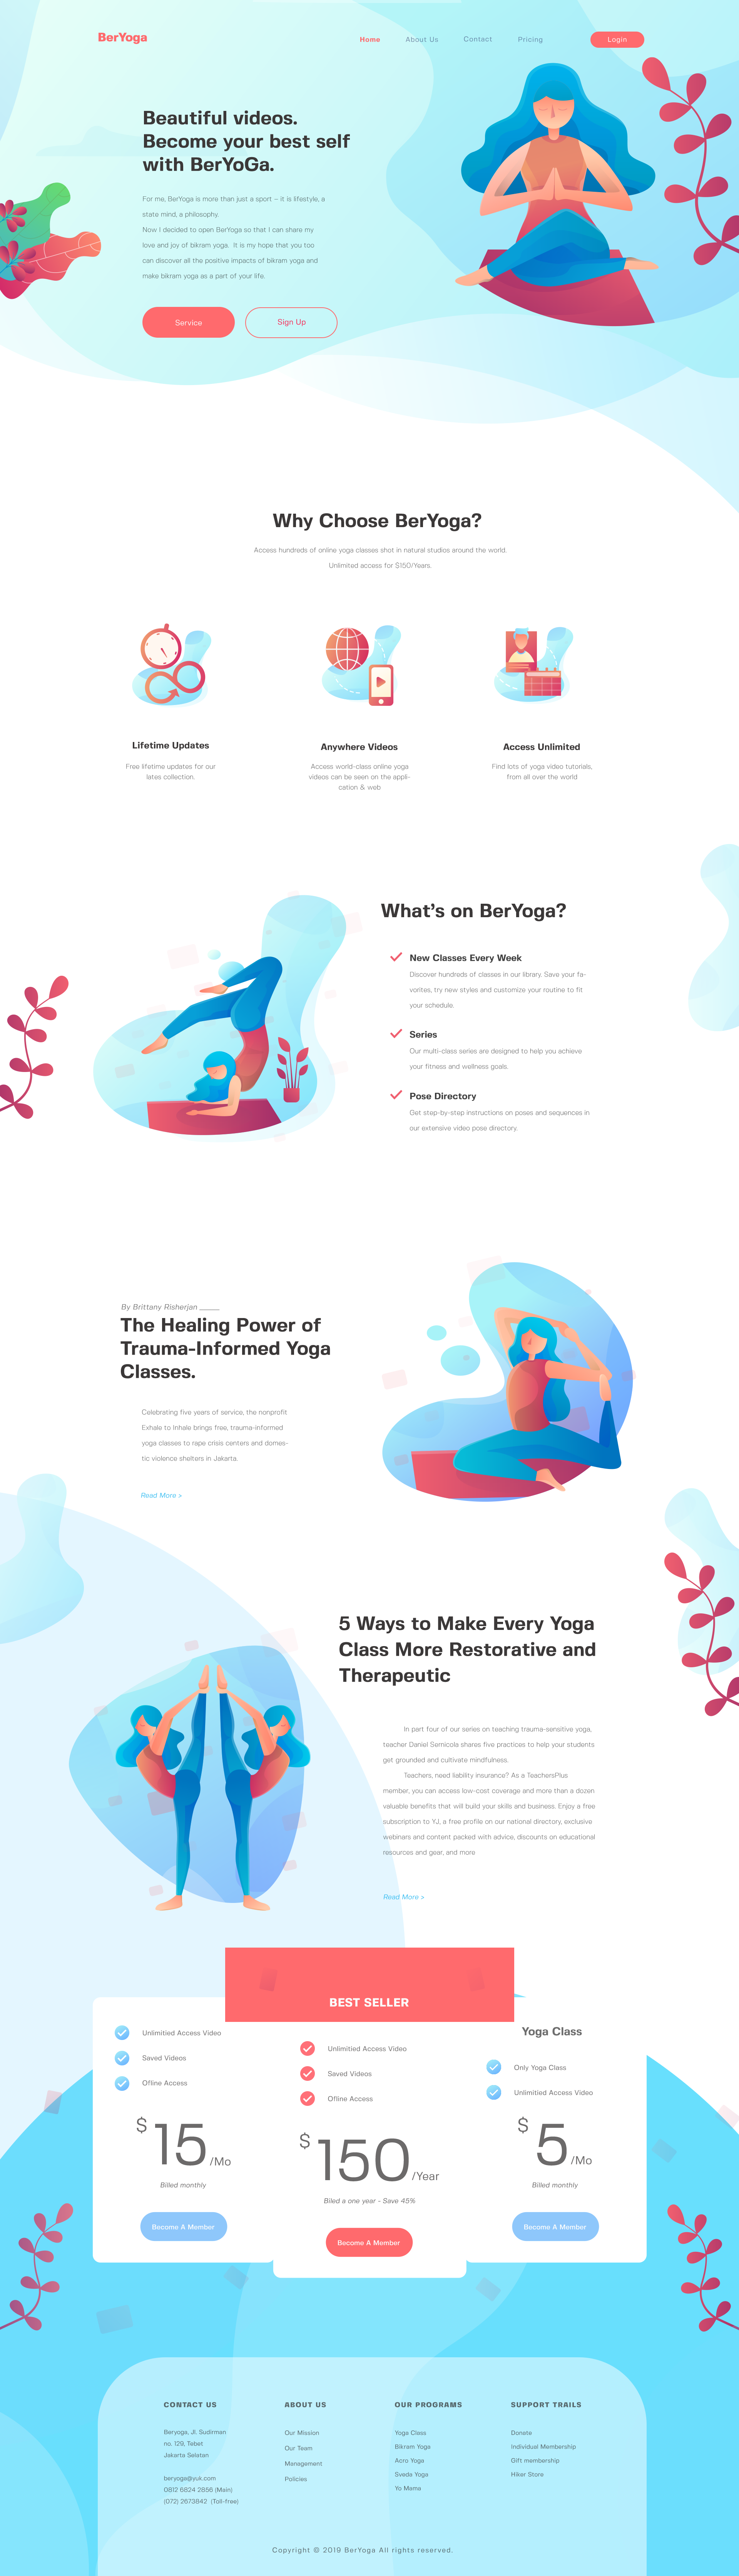 BerYoga
Home
About Us
Contact
Pricing
Login
Beautiful videos.
Become your best self
with BerYoGa.
For me, BerYoga is more than just a sport – it is lifestyle, a
state mind, a philosophy.
Now I decided to open BerYoga so that I can share my
love and joy of bikram yoga. It is my hope that you too
can discover all tha positive impacts of bikram yoga and
make bikram yoga as a part of your life.
Service
Sign Up
Why Choose BerYoga?
Access hundreds of online yoga classes shot in natural studios around the world.
Unlimited access for $150/Years.
Lifetime Updates
Free lifetime updates for our
lates collection.
Anywhere Videos
Access world-class online yoga
videos can be seen on the appli-
cation & web
Access Unlimited
Find lots of yoga video tutorials,
from all over the world
What's on BerYoga?
New Classes Every Week
Discover hundreds of classes in our library. Save your fa-
vorites, try new styles and customize your routine to fit
your schedule.
Series
Our multi-class series are designed to help you achieve
your fitness and wellness goals.
Pose Directory
Get step-by-step instructions on poses and sequences in
our extensive video pose directory.
By Brittany Risherjan _____
The Healing Power of
Trauma-Informed Yoga
Classes.
Celebrating five years of service, the nonprofit
Exhale to Inhale brings free, trauma-informed
yoga classes to rape crisis centers and domes-
tic violence shelters in Jakarta.
Read More >
5 Ways to Make Every Yoga
Class More Restorative and
Therapeutic
In part four of our series on teaching trauma-sensitive yoga,
teacher Daniel Sernicola shares five practices to help your students
get grounded and cultivate mindfulness.
Teachers, need liability insurance? As a TeachersPlus
member, you can access low-cost coverage and more than a dozen
valuable benefits that will build your skills and business. Enjoy a free
subscription to YJ, a free profile on our national directory, exclusive
webinars and content packed with advice, discounts on educational
resources and gear, and more
Read More >
Unlimitied Access Video
Saved Videos
Ofline Access
$15/Mo
Billed monthly
Become A Member
BEST SELLER
Unlimitied Access Video
Saved Videos
Ofline Access
$150/Year
Biled a one year - Save 45%
Become A Member
Yoga Class
Only Yoga Class
Unlimitied Access Video
$5/Mo
Billed monthly
Become A Member
CONTACT US
Beryoga, Jl. Sudirman
no. 129, Tebet
Jakarta Selatan
beryoga@yuk.com
0812 6824 2856 (Main)
(072) 2673842 (Toll-free)
ABOUT US
Our Mission
Our Team
Management
Policies
OUR PROGRAMS
Yoga Class
Bikram Yoga
Acro Yoga
Sveda Yoga
Yo Mama
SUPPORT TRAILS
Donate
Individual Membership
Gift membership
Hiker Store
Copyright © 2019 BerYoga All rights reserved.